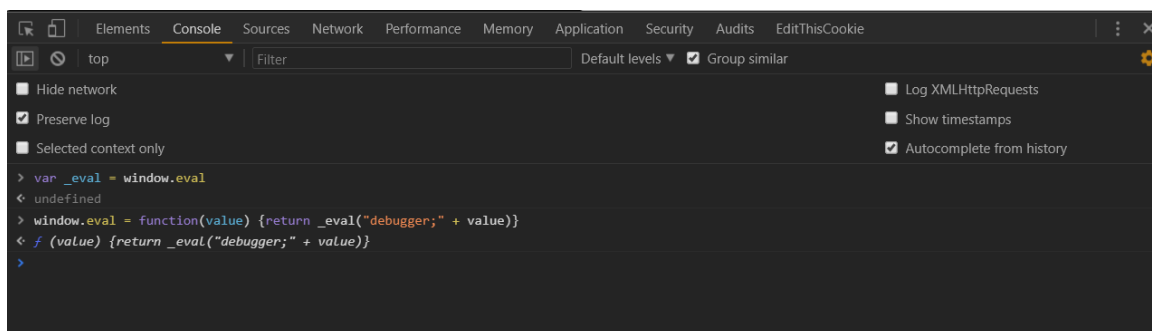 Elements Console Sources Network Performance Memory Application Security Audits EditThisCookie
top Filter Default levels Group similar
Hide network Log XMLHttpRequests
Preserve log Show timestamps
Selected context only Autocomplete from history
> var _eval = window.eval
undefined
> window.eval = function(value) {return _eval("debugger;" + value)}
ƒ (value) {return _eval("debugger;" + value)}
>